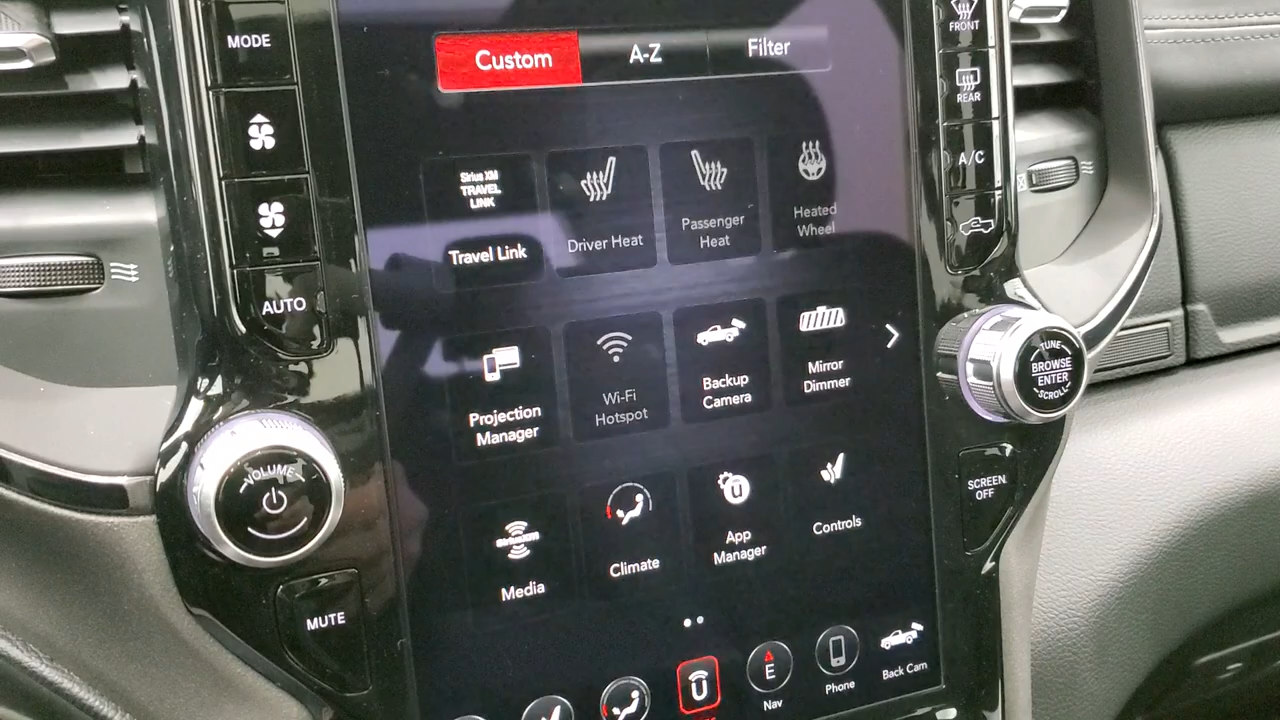 MODE
AUTO
VOLUME
MUTE
Custom
A-Z
Filter
Sirius XM
TRAVEL
LINK
Travel Link
Driver Heat
Passenger
Heat
Heated
Wheel
Projection
Manager
Wi-Fi
Hotspot
Backup
Camera
Mirror
Dimmer
SiriusXM
Media
Climate
App
Manager
Controls
E
Nav
Phone
Back Cam
FRONT
REAR
A/C
TUNE
BROWSE
ENTER
SCROLL
SCREEN
OFF